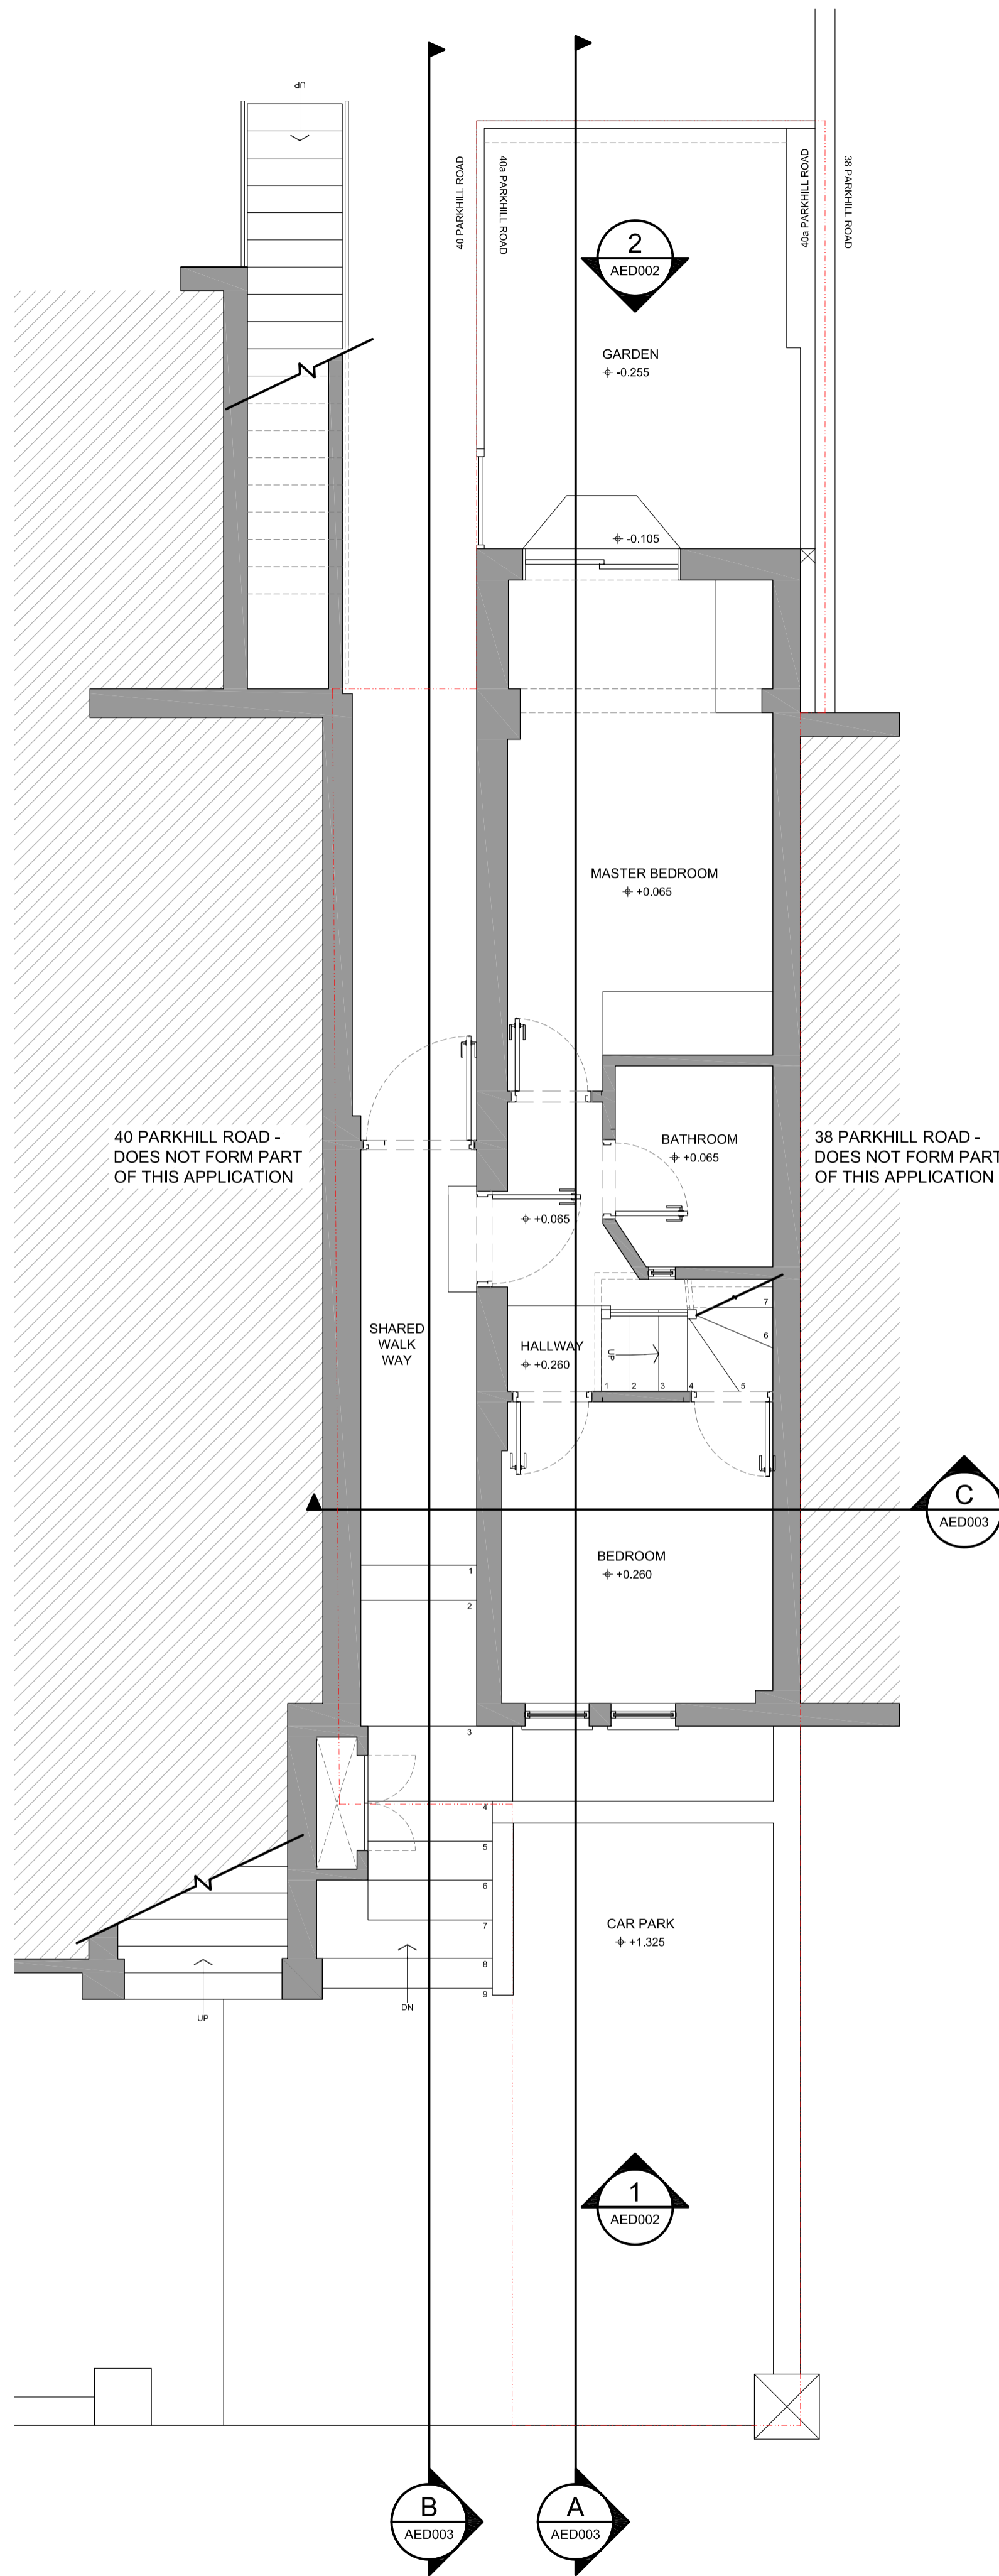 UP
40 PARKHILL ROAD
40a PARKHILL ROAD
40a PARKHILL ROAD
38 PARKHILL ROAD
2
AED002
GARDEN
-0.255
-0.105
MASTER BEDROOM
+0.065
40 PARKHILL ROAD -
DOES NOT FORM PART
OF THIS APPLICATION
BATHROOM
+0.065
38 PARKHILL ROAD -
DOES NOT FORM PART
OF THIS APPLICATION
+0.065
SHARED
WALK
WAY
HALLWAY
+0.260
UP
1
2
3
4
5
6
7
C
AED003
BEDROOM
+0.260
1
2
3
4
5
6
7
8
9
CAR PARK
+1.325
UP
DN
1
AED002
B
AED003
A
AED003